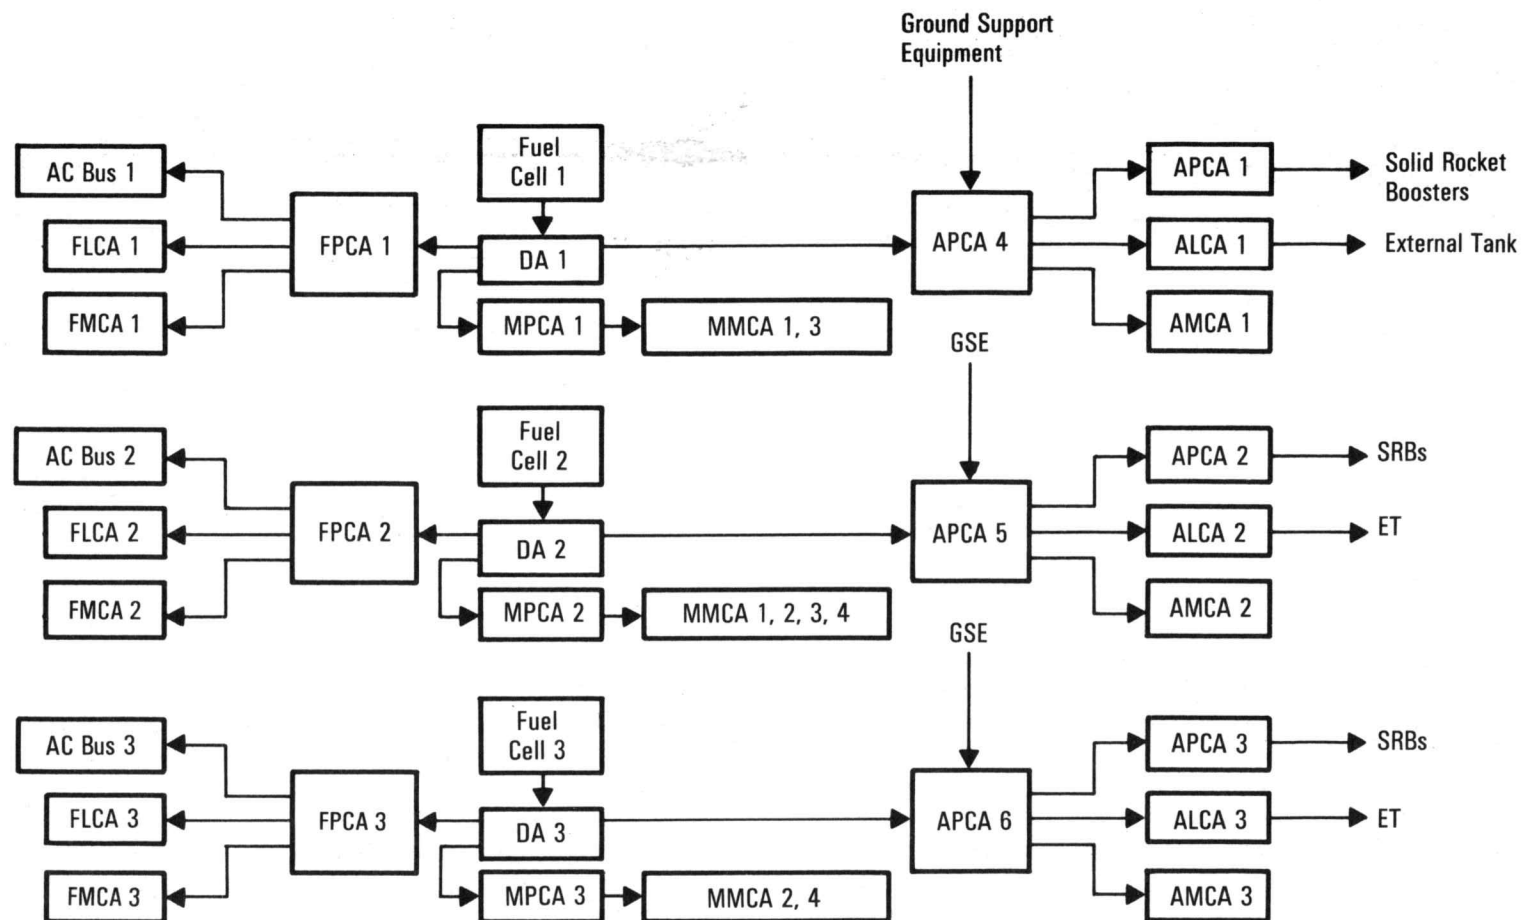 Ground Support
Equipment
Fuel
Cell 1
AC Bus 1
FLCA 1
FMCA 1
FPCA 1
DA 1
MPCA 1
MMCA 1, 3
APCA 4
APCA 1
ALCA 1
AMCA 1
Solid Rocket
Boosters
External Tank
GSE
Fuel
Cell 2
AC Bus 2
FLCA 2
FMCA 2
FPCA 2
DA 2
MPCA 2
MMCA 1, 2, 3, 4
APCA 5
APCA 2
ALCA 2
AMCA 2
SRBs
ET
GSE
Fuel
Cell 3
AC Bus 3
FLCA 3
FMCA 3
FPCA 3
DA 3
MPCA 3
MMCA 2, 4
APCA 6
APCA 3
ALCA 3
AMCA 3
SRBs
ET